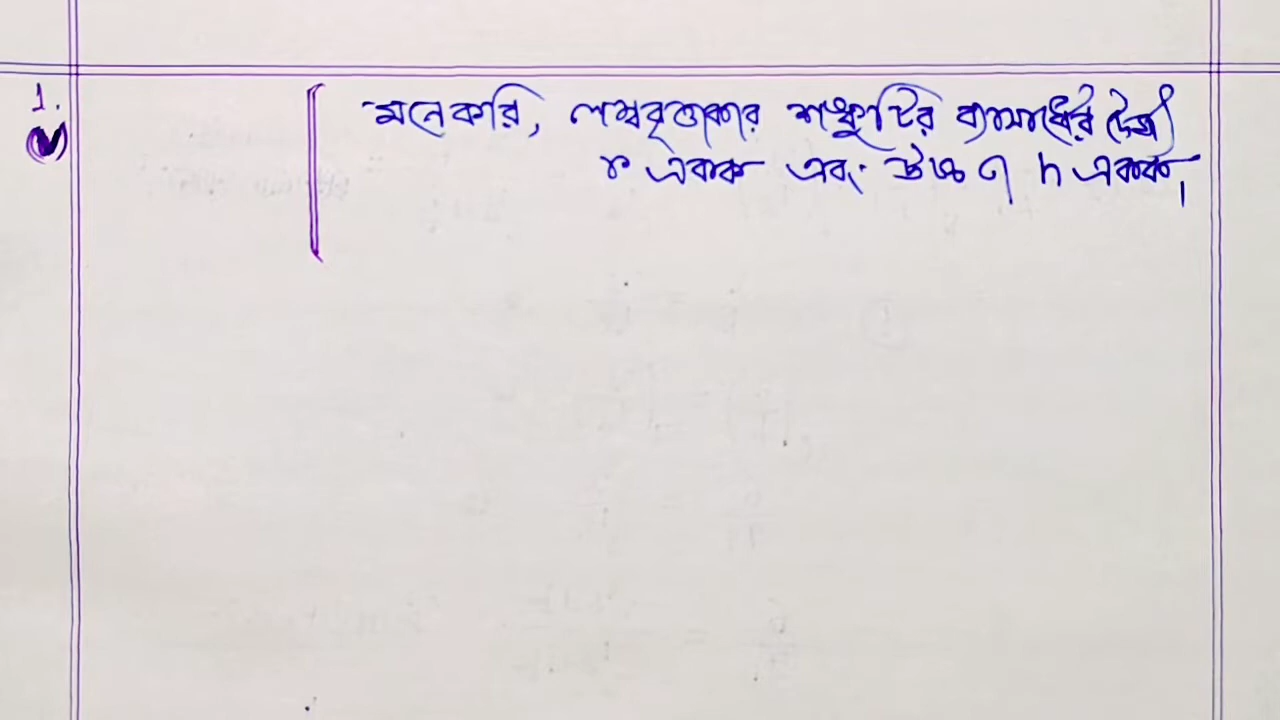 1.
মনেকরি, লম্ববৃত্তাকার শঙ্কুটির ব্যাসার্ধের দৈর্ঘ্য
r একক এবং উচ্চতা h একক।